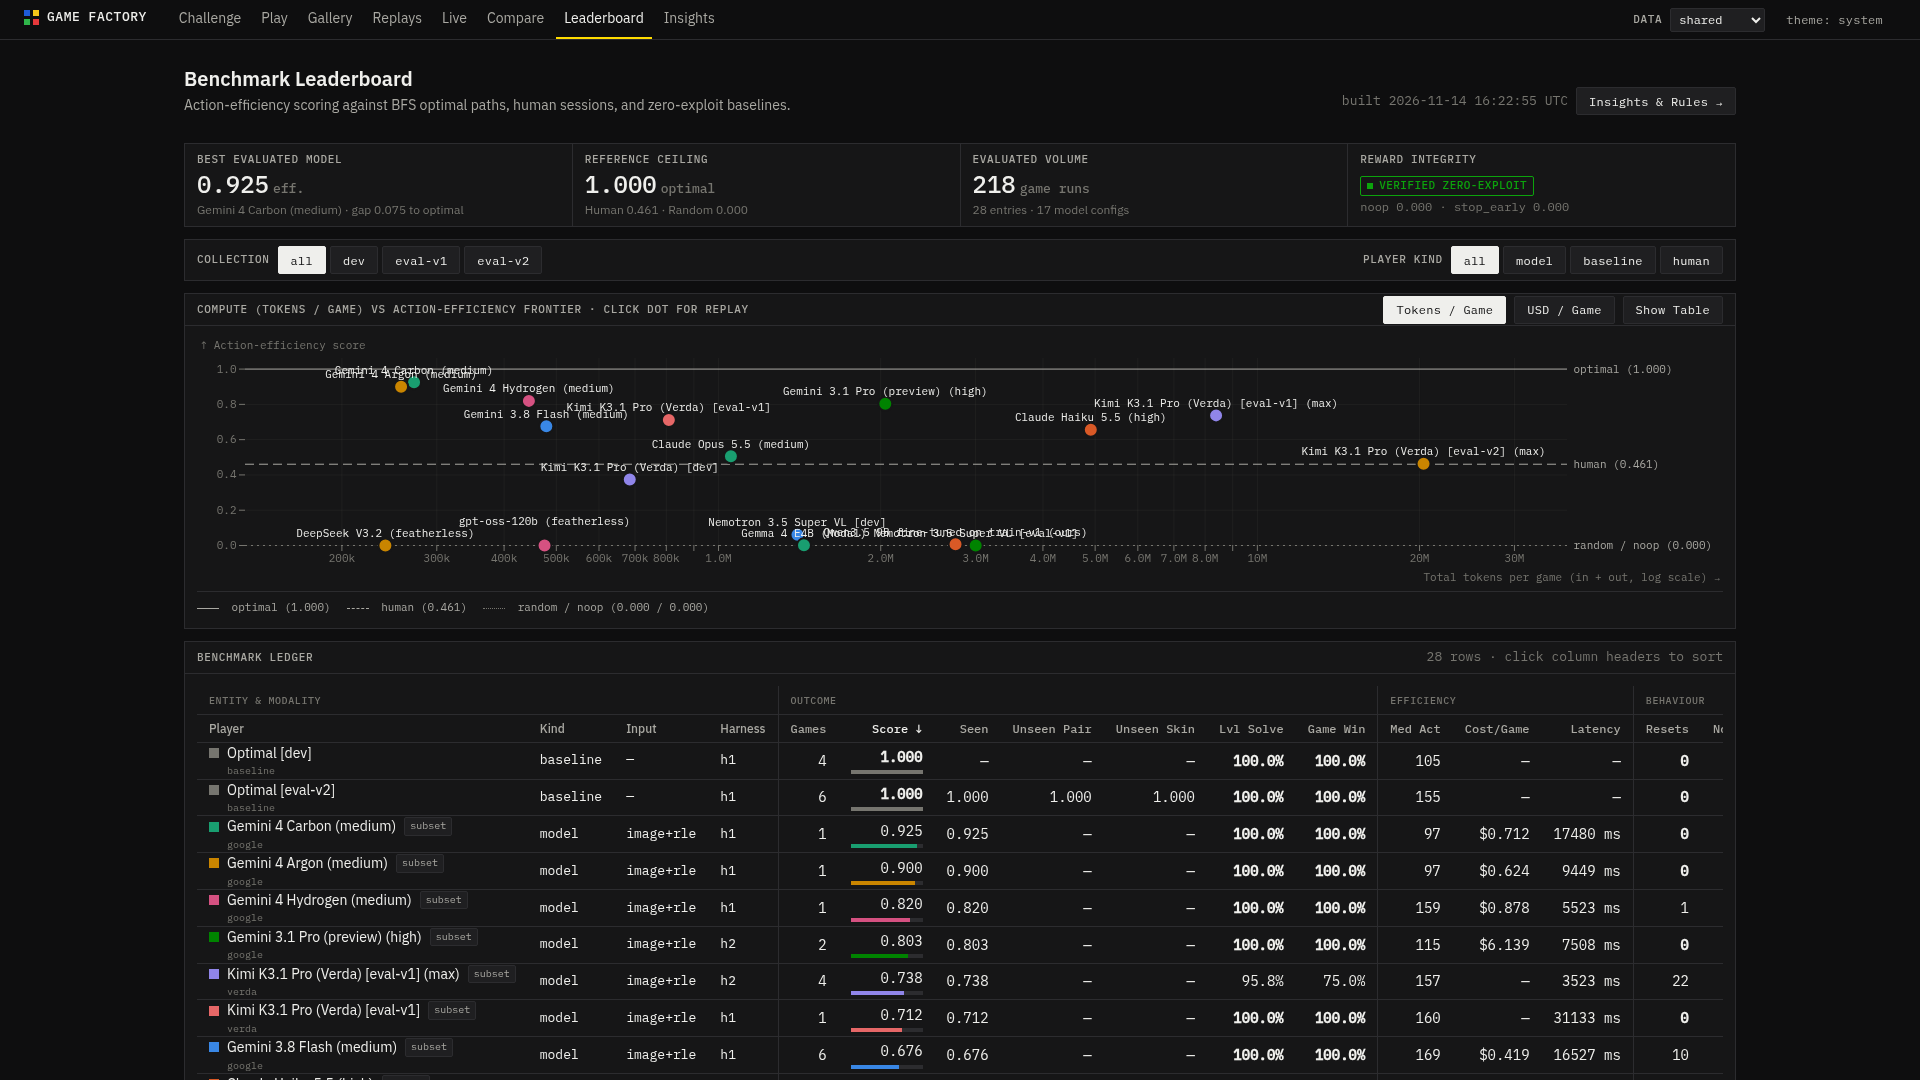 GAME FACTORY Challenge Play Gallery Replays Live Compare Leaderboard Insights DATA shared theme: system
Benchmark Leaderboard
Action-efficiency scoring against BFS optimal paths, human sessions, and zero-exploit baselines.
built 2026-11-14 16:22:55 UTC Insights & Rules →
BEST EVALUATED MODEL
0.925 eff.
Gemini 4 Carbon (medium) · gap 0.075 to optimal
REFERENCE CEILING
1.000 optimal
Human 0.461 · Random 0.000
EVALUATED VOLUME
218 game runs
28 entries · 17 model configs
REWARD INTEGRITY
VERIFIED ZERO-EXPLOIT
noop 0.000 · stop_early 0.000
COLLECTION all dev eval-v1 eval-v2
PLAYER KIND all model baseline human
COMPUTE (TOKENS / GAME) VS ACTION-EFFICIENCY FRONTIER · CLICK DOT FOR REPLAY
Tokens / Game USD / Game Show Table
↑ Action-efficiency score
1.0
optimal (1.000)
Gemini 4 Carbon (medium)
Gemini 4 Argon (medium)
Gemini 4 Hydrogen (medium)
Gemini 3.1 Pro (preview) (high)
0.8
Kimi K3.1 Pro (Verda) [eval-v1] (max)
Kimi K3.1 Pro (Verda) [eval-v1]
Gemini 3.8 Flash (medium)
Claude Haiku 5.5 (high)
0.6
Claude Opus 5.5 (medium)
Kimi K3.1 Pro (Verda) [eval-v2] (max)
human (0.461)
Kimi K3.1 Pro (Verda) [dev]
0.4
0.2
gpt-oss-120b (featherless)
Nemotron 3.5 Super VL [dev]
DeepSeek V3.2 (featherless)
Gemma 4 E4B (Modal)
Nemotron 3.5 Super VL [eval-v1]
0.0
random / noop (0.000)
200k 300k 400k 500k 600k 700k 800k 1.0M 2.0M 3.0M 4.0M 5.0M 6.0M 7.0M 8.0M 10M 20M 30M
Total tokens per game (in + out, log scale) →
optimal (1.000) human (0.461) random / noop (0.000 / 0.000)
BENCHMARK LEDGER
28 rows · click column headers to sort
ENTITY & MODALITY OUTCOME EFFICIENCY BEHAVIOUR
Player Kind Input Harness Games Score ↓ Seen Unseen Pair Unseen Skin Lvl Solve Game Win Med Act Cost/Game Latency Resets
Optimal [dev] baseline — h1 4 1.000 — — — 100.0% 100.0% 105 — — 0
baseline
Optimal [eval-v2] baseline — h1 6 1.000 1.000 1.000 1.000 100.0% 100.0% 155 — — 0
baseline
Gemini 4 Carbon (medium) subset model image+rle h1 1 0.925 0.925 — — 100.0% 100.0% 97 $0.712 17480 ms 0
google
Gemini 4 Argon (medium) subset model image+rle h1 1 0.900 0.900 — — 100.0% 100.0% 97 $0.624 9449 ms 0
google
Gemini 4 Hydrogen (medium) subset model image+rle h1 1 0.820 0.820 — — 100.0% 100.0% 159 $0.878 5523 ms 1
google
Gemini 3.1 Pro (preview) (high) subset model image+rle h2 2 0.803 0.803 — — 100.0% 100.0% 115 $6.139 7508 ms 0
google
Kimi K3.1 Pro (Verda) [eval-v1] (max) subset model image+rle h2 4 0.738 0.738 — — 95.8% 75.0% 157 — 3523 ms 22
verda
Kimi K3.1 Pro (Verda) [eval-v1] subset model image+rle h1 1 0.712 0.712 — — 100.0% 100.0% 160 — 31133 ms 0
verda
Gemini 3.8 Flash (medium) subset model image+rle h1 6 0.676 0.676 — — 100.0% 100.0% 169 $0.419 16527 ms 10
google